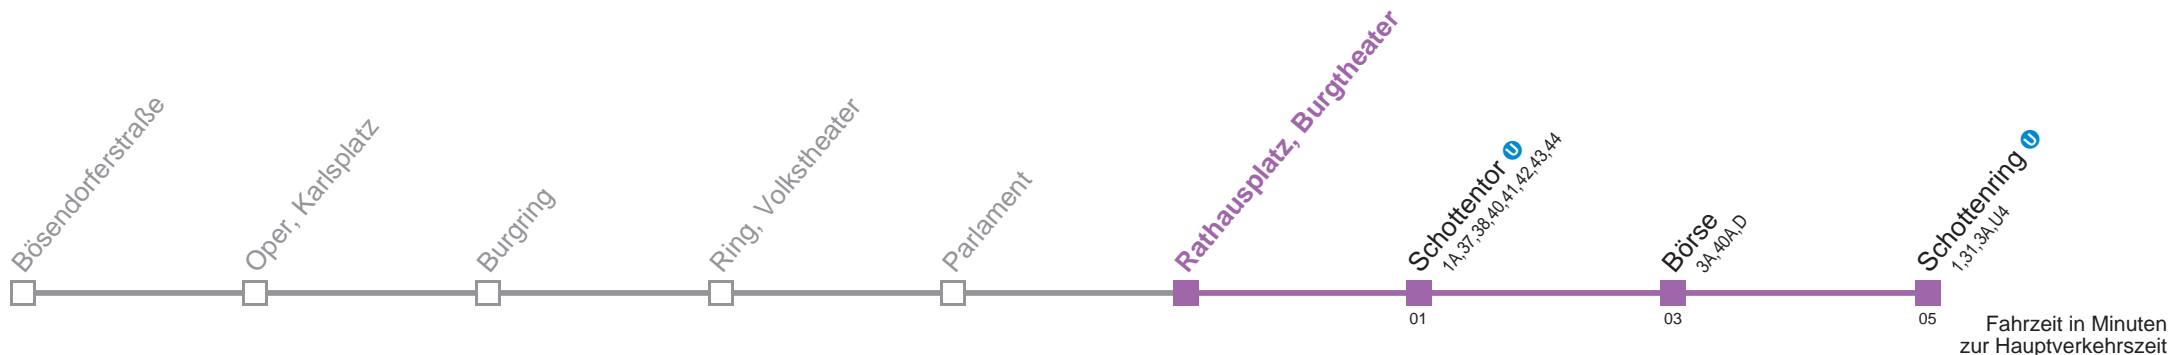 Bösendorferstraße
Oper, Karlsplatz
Burgring
Ring, Volkstheater
Parlament
Rathausplatz, Burgtheater
Schottentor U
1A,37,38,40,41,42,43,44
Börse
3A,40A,D
Schottenring U
1,31,3A,U4
01
03
05
Fahrzeit in Minuten
zur Hauptverkehrszeit